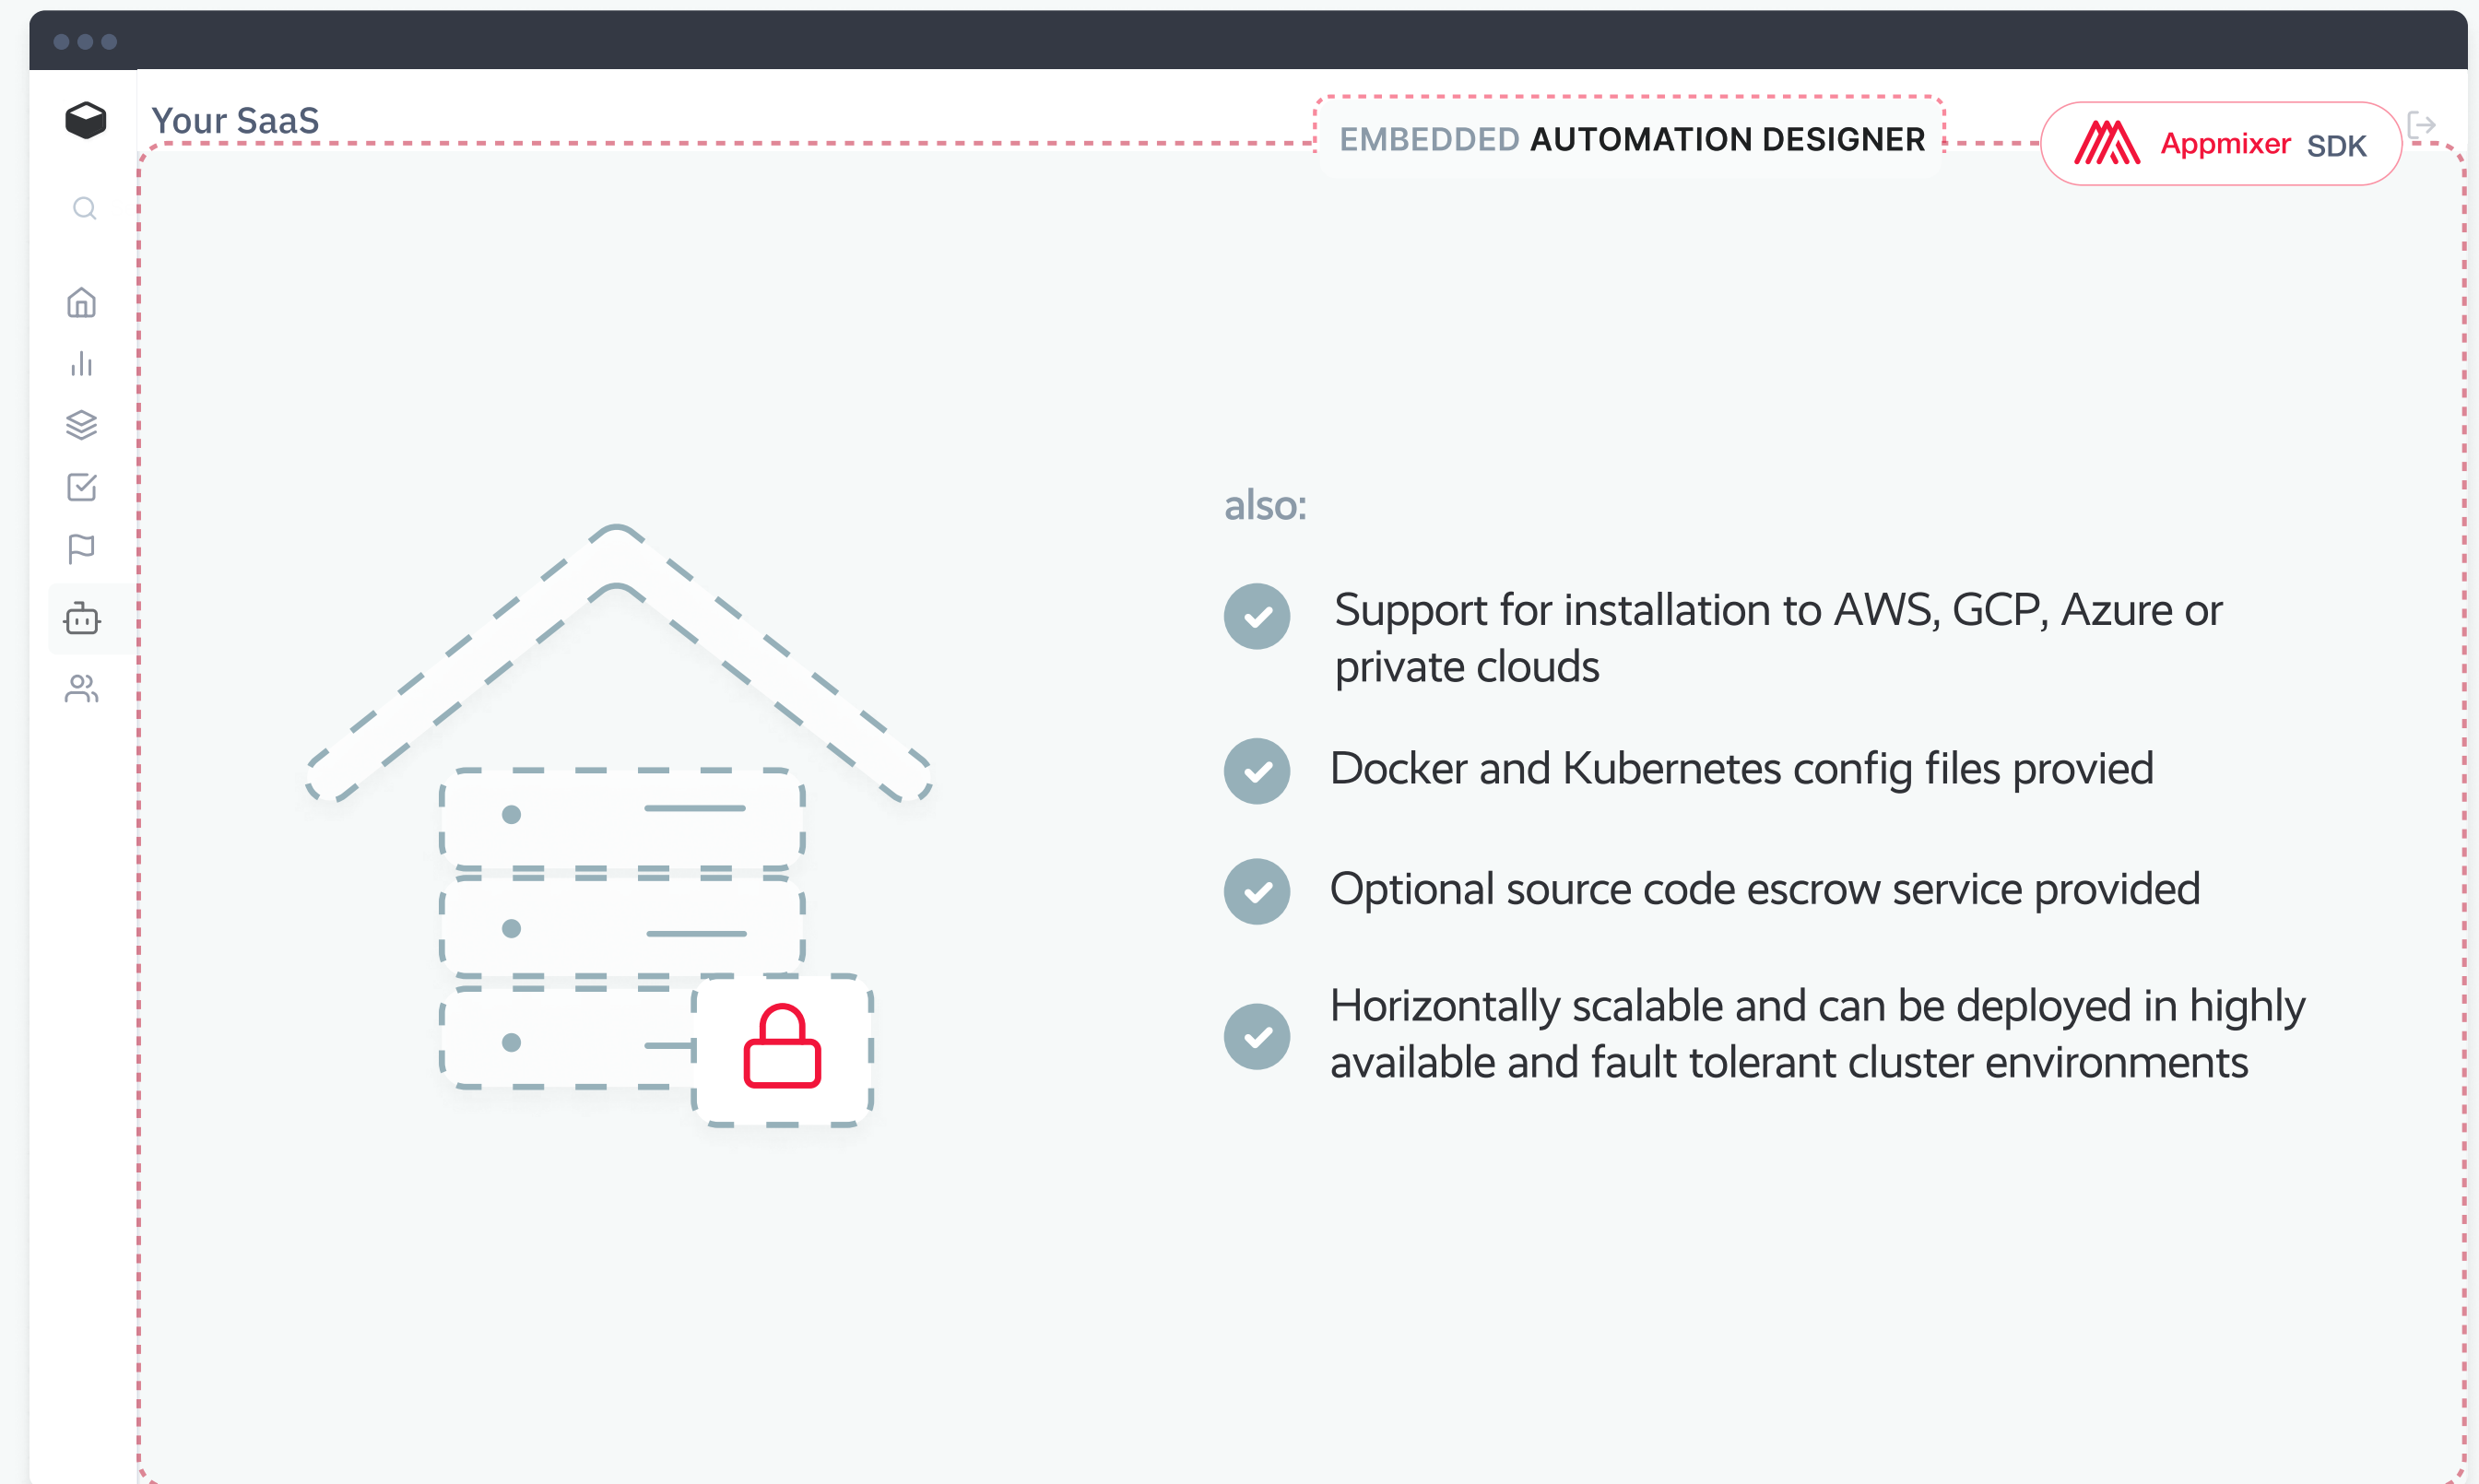 Your SaaS
EMBEDDED AUTOMATION DESIGNER
Appmixer SDK
also:
Support for installation to AWS, GCP, Azure or
private clouds
Docker and Kubernetes config files provied
Optional source code escrow service provided
Horizontally scalable and can be deployed in highly
available and fault tolerant cluster environments